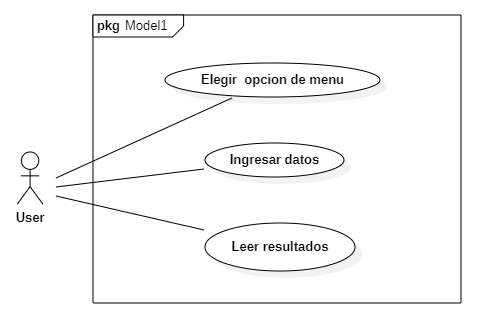 pkg Model1
Elegir opcion de menu
Ingresar datos
User
Leer resultados